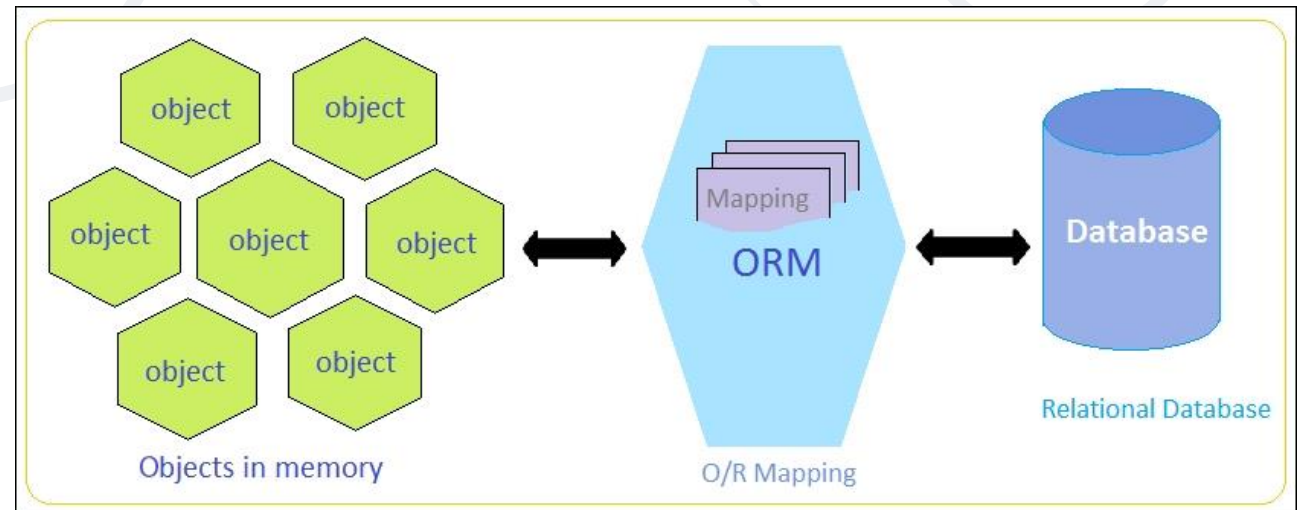 object
object
object
object
object
object
object
Objects in memory
Mapping
ORM
O/R Mapping
Database
Relational Database